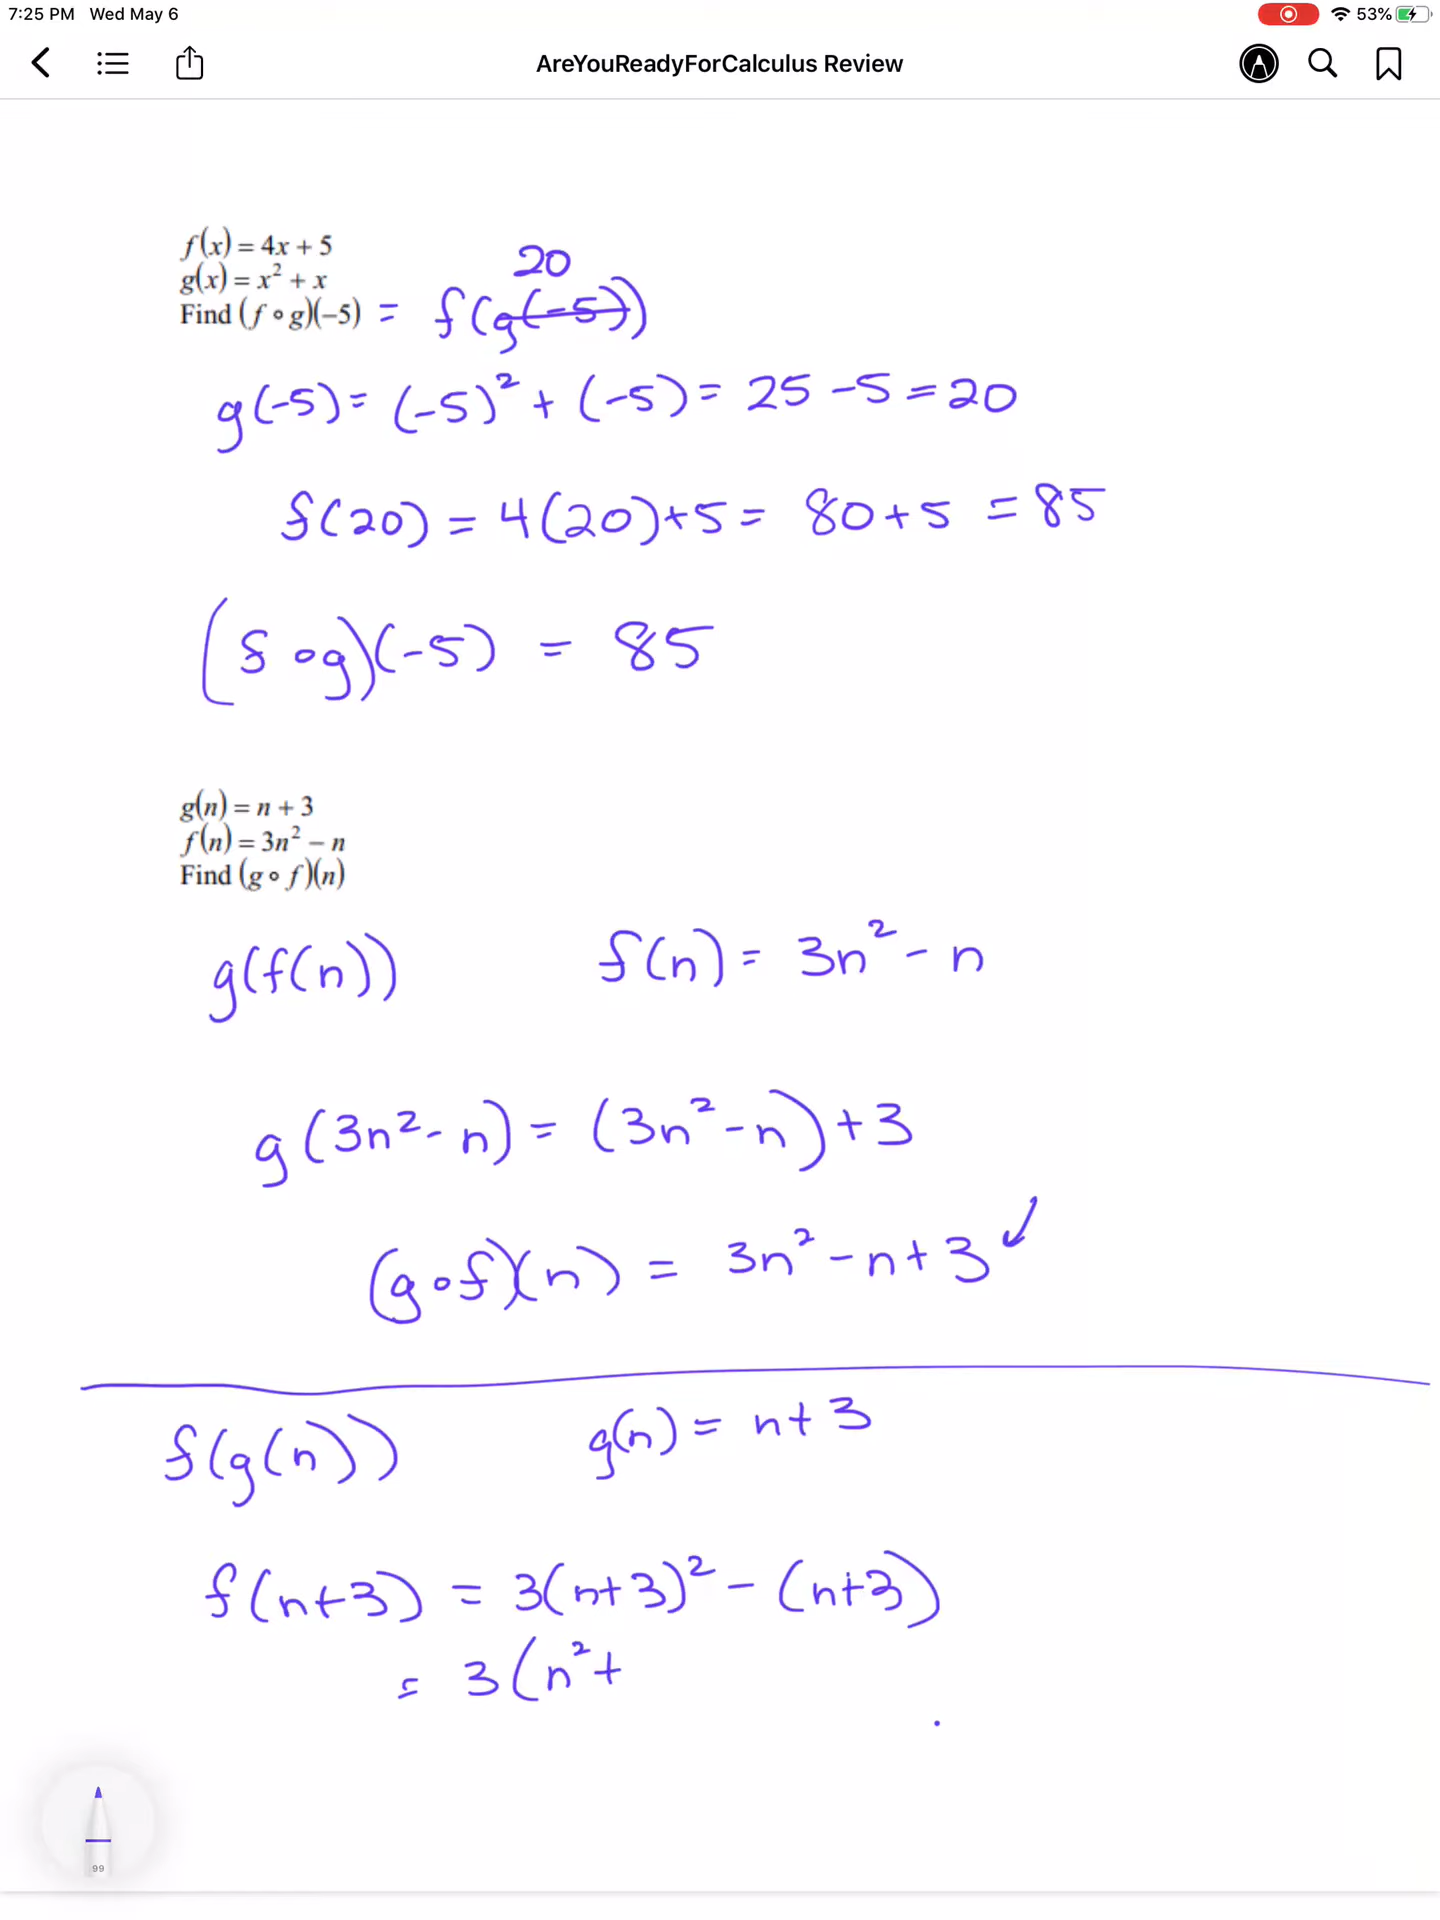 7:25 PM Wed May 6 53%
AreYouReadyForCalculus Review
f(x) = 4x + 5
g(x) = x² + x
20
Find (f ∘ g)(−5) = f(g(-5))
g(-5) = (-5)² + (-5) = 25 - 5 = 20
f(20) = 4(20)+5 = 80+5 = 85
(f ∘ g)(-5) = 85
g(n) = n + 3
f(n) = 3n² − n
Find (g ∘ f)(n)
g(f(n)) f(n) = 3n² - n
g(3n² - n) = (3n² - n) + 3
(g ∘ f)(n) = 3n² - n + 3
f(g(n)) g(n) = n + 3
f(n+3) = 3(n+3)² - (n+3)
= 3(n² +
99